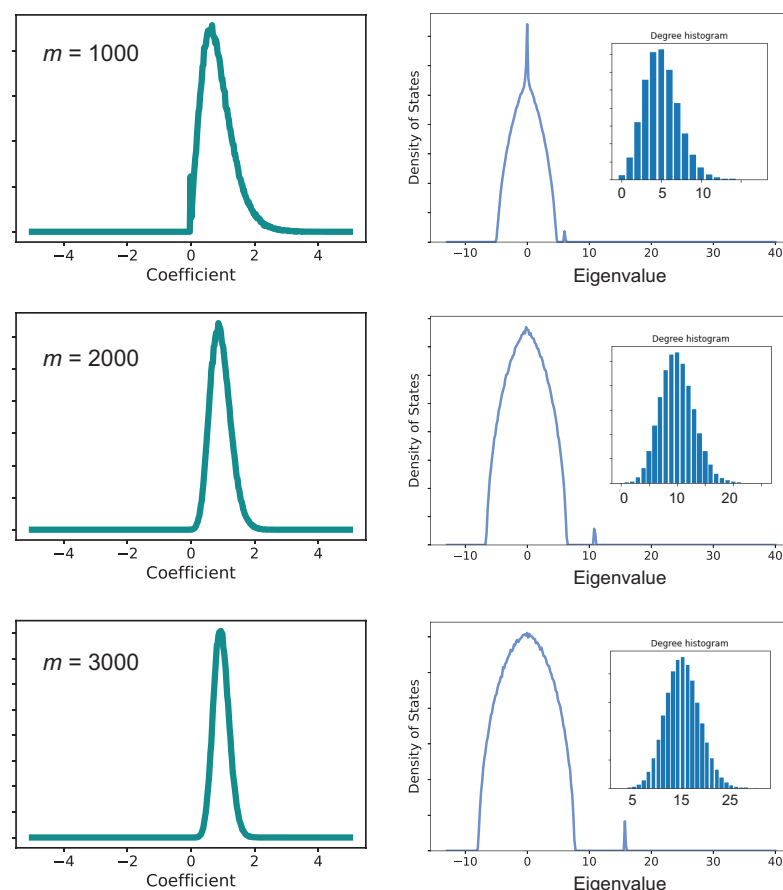 m = 1000
−4 −2 0 2 4
Coefficient
Density of States
Degree histogram
0 5 10
−10 0 10 20 30 40
Eigenvalue
m = 2000
−4 −2 0 2 4
Coefficient
Density of States
Degree histogram
0 10 20
−10 0 10 20 30 40
Eigenvalue
m = 3000
−4 −2 0 2 4
Coefficient
Density of States
Degree histogram
5 15 25
−10 0 10 20 30 40
Eigenvalue